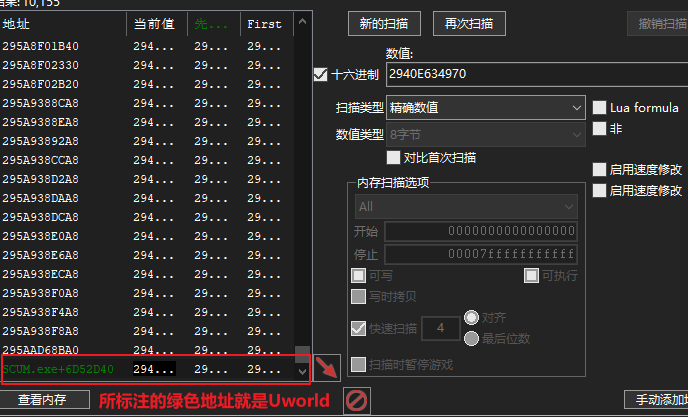 结果: 10,155
地址 当前值 先... First
295A8F01B40 294... 29... 29...
295A8F02330 294... 29... 29...
295A8F02B20 294... 29... 29...
295A9388CA8 294... 29... 29...
295A9388EA8 294... 29... 29...
295A93892A8 294... 29... 29...
295A938CCA8 294... 29... 29...
295A938D2A8 294... 29... 29...
295A938DAA8 294... 29... 29...
295A938DCA8 294... 29... 29...
295A938E0A8 294... 29... 29...
295A938E6A8 294... 29... 29...
295A938ECA8 294... 29... 29...
295A938F0A8 294... 29... 29...
295A938F4A8 294... 29... 29...
295A938F8A8 294... 29... 29...
295AAD68BA0 294... 29... 29...
SCUM.exe+6D52D40 294... 29... 29...
查看内存
所标注的绿色地址就是Uworld
新的扫描 再次扫描 撤销扫描
数值:
十六进制 2940E634970
扫描类型 精确数值
Lua formula
数值类型 8字节
非
对比首次扫描
启用速度修改
启用速度修改
内存扫描选项
All
开始 0000000000000000
停止 00007fffffffffff
可写 可执行
写时拷贝
快速扫描 4 对齐
最后位数
扫描时暂停游戏
手动添加